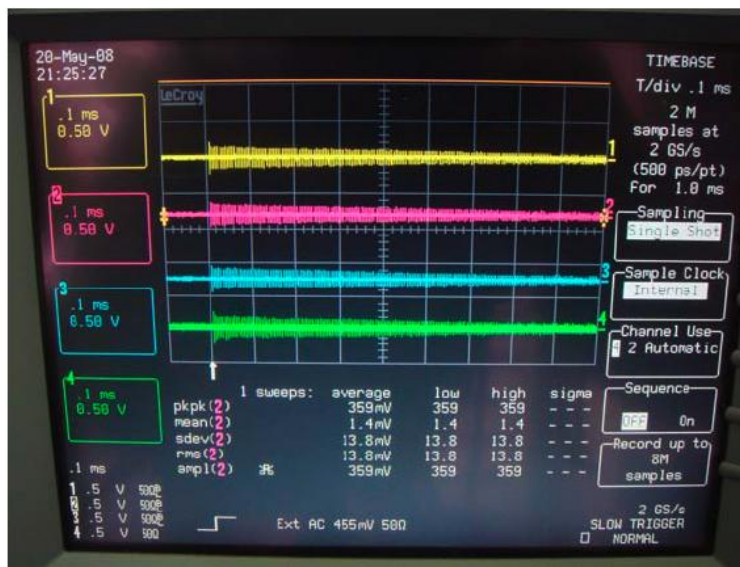 20-May-08
21:25:27
LeCroy
1
.1 ms
0.50 V
2
.1 ms
0.50 V
3
.1 ms
0.50 V
4
.1 ms
0.50 V
1
2
3
4
TIMEBASE
T/div .1 ms
2 M
samples at
2 GS/s
(500 ps/pt)
for 1.0 ms
Sampling
Single Shot
Sample Clock
Internal
Channel Use
4 2 Automatic
Sequence
OFF On
Record up to
8M
samples
1 sweeps: average low high sigma
pkpk(2) 359mV 359 359 - - -
mean(2) 1.4mV 1.4 1.4 - - -
sdev(2) 13.8mV 13.8 13.8 - - -
rms(2) 13.8mV 13.8 13.8 - - -
ampl(2) 359mV 359 359 - - -
.1 ms
1 .5 V 50Ω
2 .5 V 50Ω
3 .5 V 50Ω
4 .5 V 50Ω
Ext AC 455mV 50Ω
2 GS/s
SLOW TRIGGER
NORMAL